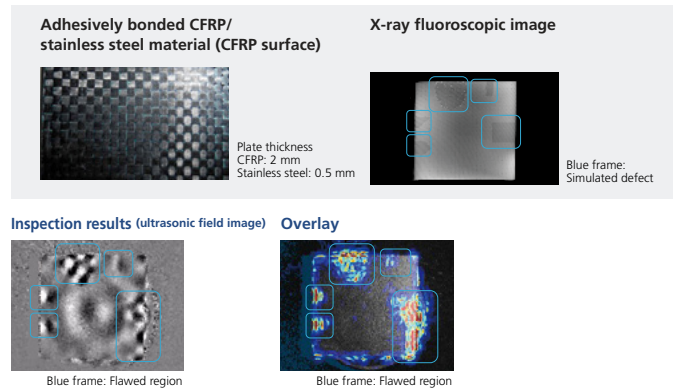 Adhesively bonded CFRP/
stainless steel material (CFRP surface)
X-ray fluoroscopic image
Plate thickness
CFRP: 2 mm
Stainless steel: 0.5 mm
Blue frame:
Simulated defect
Inspection results (ultrasonic field image)
Overlay
Blue frame: Flawed region
Blue frame: Flawed region